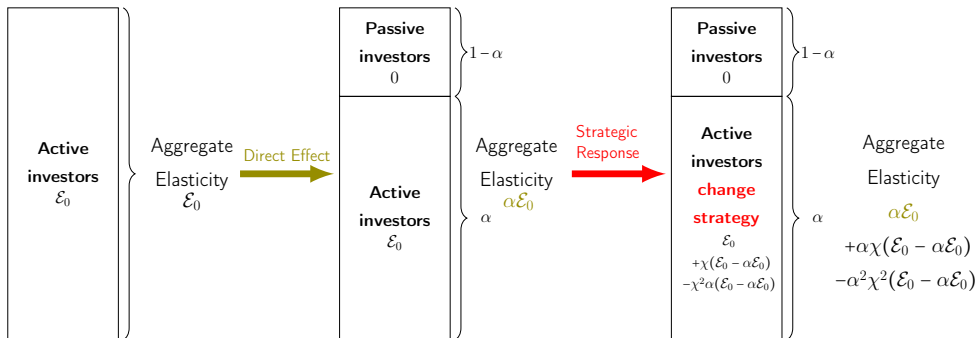 Active
investors
ℰ₀
Aggregate
Elasticity
ℰ₀
Direct Effect
Passive
investors
0
1−α
Active
investors
ℰ₀
α
Aggregate
Elasticity
αℰ₀
Strategic
Response
Passive
investors
0
1−α
Active
investors
change
strategy
ℰ₀
+χ(ℰ₀ − αℰ₀)
−χ²α(ℰ₀ − αℰ₀)
α
Aggregate
Elasticity
αℰ₀
+αχ(ℰ₀ − αℰ₀)
−α²χ²(ℰ₀ − αℰ₀)